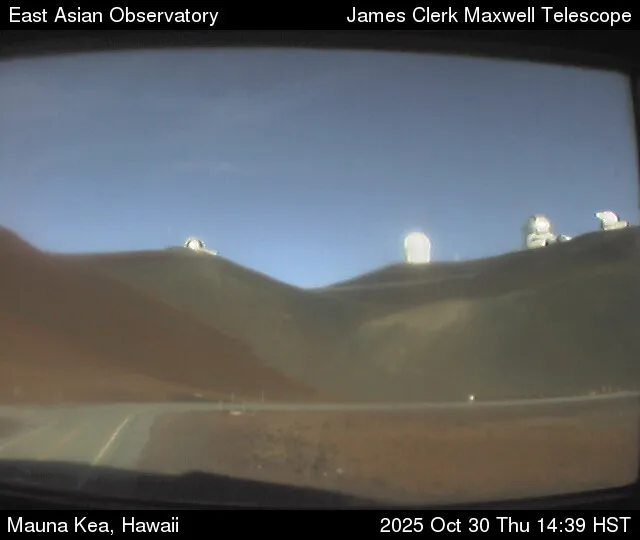 East Asian Observatory
James Clerk Maxwell Telescope
Mauna Kea, Hawaii
2025 Oct 30 Thu 14:39 HST